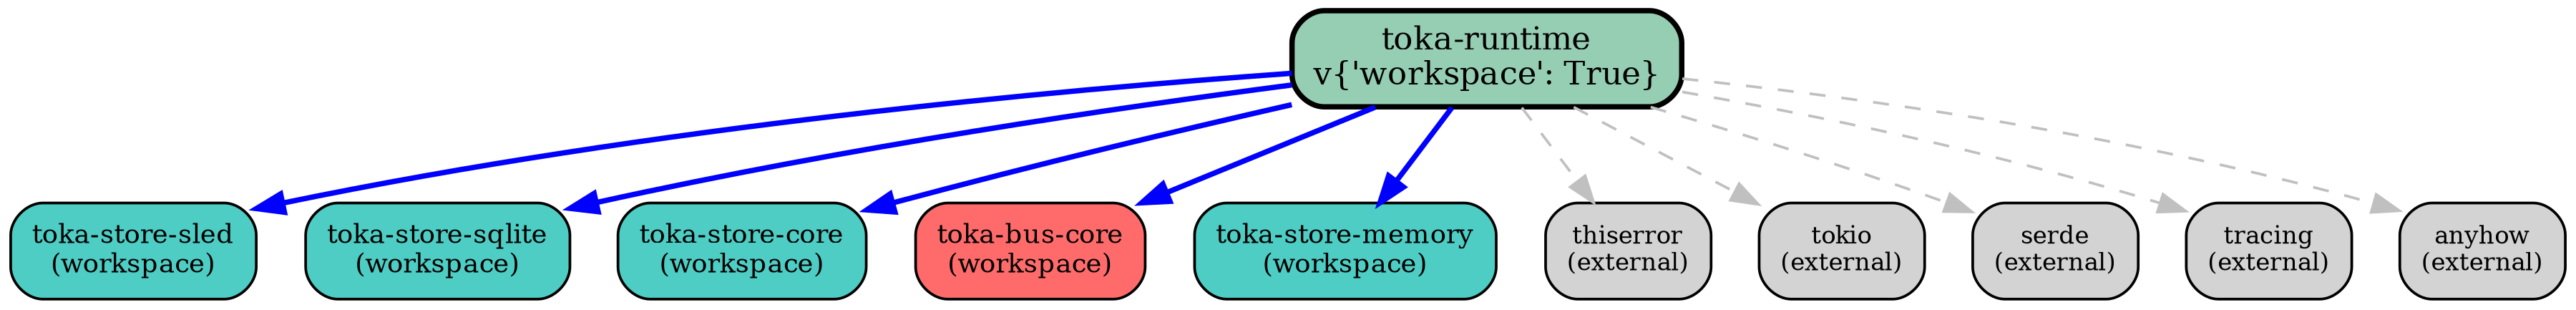 toka-runtime
v{'workspace': True}
toka-store-sled
(workspace)
toka-store-sqlite
(workspace)
toka-store-core
(workspace)
toka-bus-core
(workspace)
toka-store-memory
(workspace)
thiserror
(external)
tokio
(external)
serde
(external)
tracing
(external)
anyhow
(external)